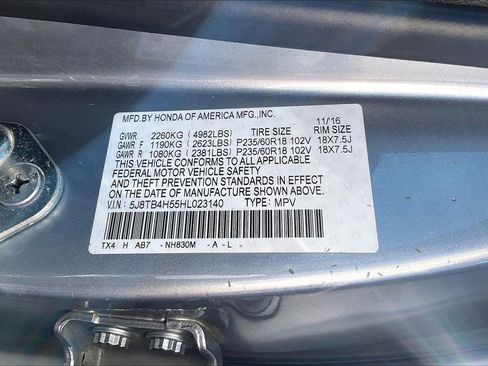 MFD.BY HONDA OF AMERICA MFG.,INC. 11/16
GVWR 2260KG (4982LBS) TIRE SIZE RIM SIZE
GAWR F 1190KG (2623LBS) P235/60R18 102V 18X7.5J
GAWR R 1080KG (2381LBS) P235/60R18 102V 18X7.5J
THIS VEHICLE CONFORMS TO ALL APPLICABLE
FEDERAL MOTOR VEHICLE SAFETY
AND THEFT PREVENTION STANDARDS IN EFFECT
ON THE DATE OF MANUFACTURE SHOWN ABOVE.
V.I.N: 5J8TB4H55HL023140 TYPE: MPV
TX4 H AB7 -NH830M -A-L-